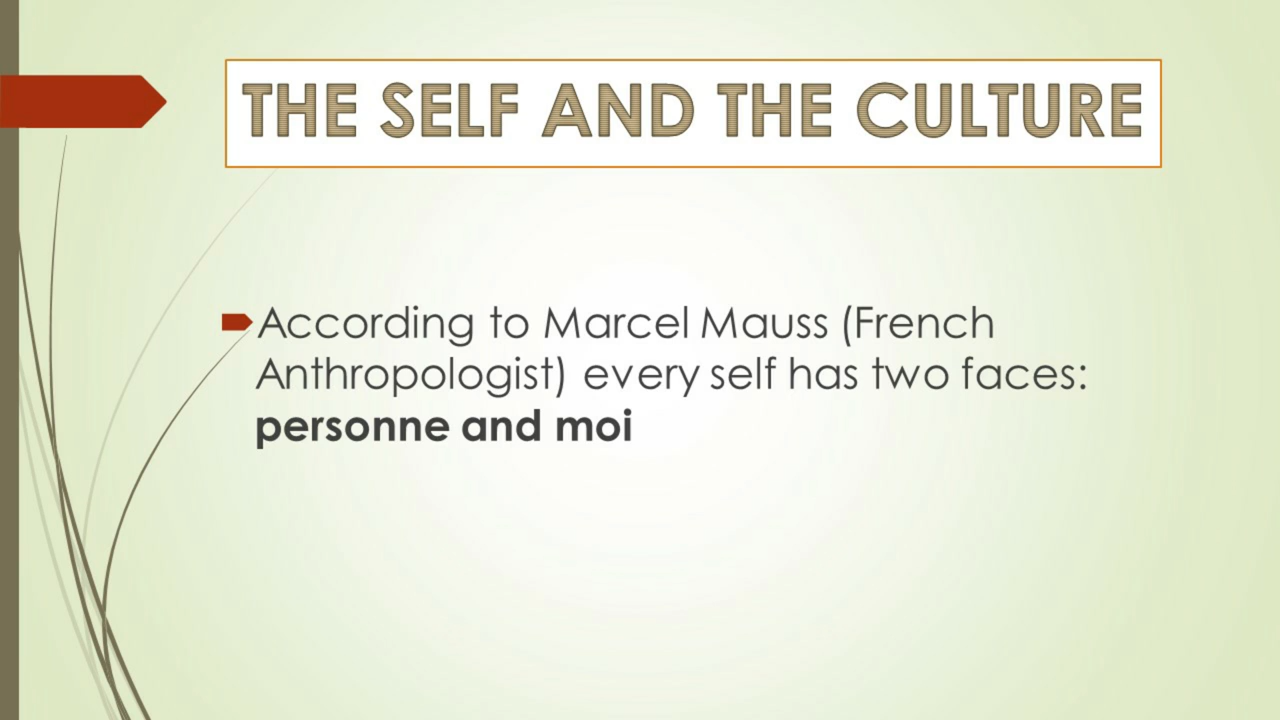 THE SELF AND THE CULTURE
According to Marcel Mauss (French
Anthropologist) every self has two faces:
personne and moi